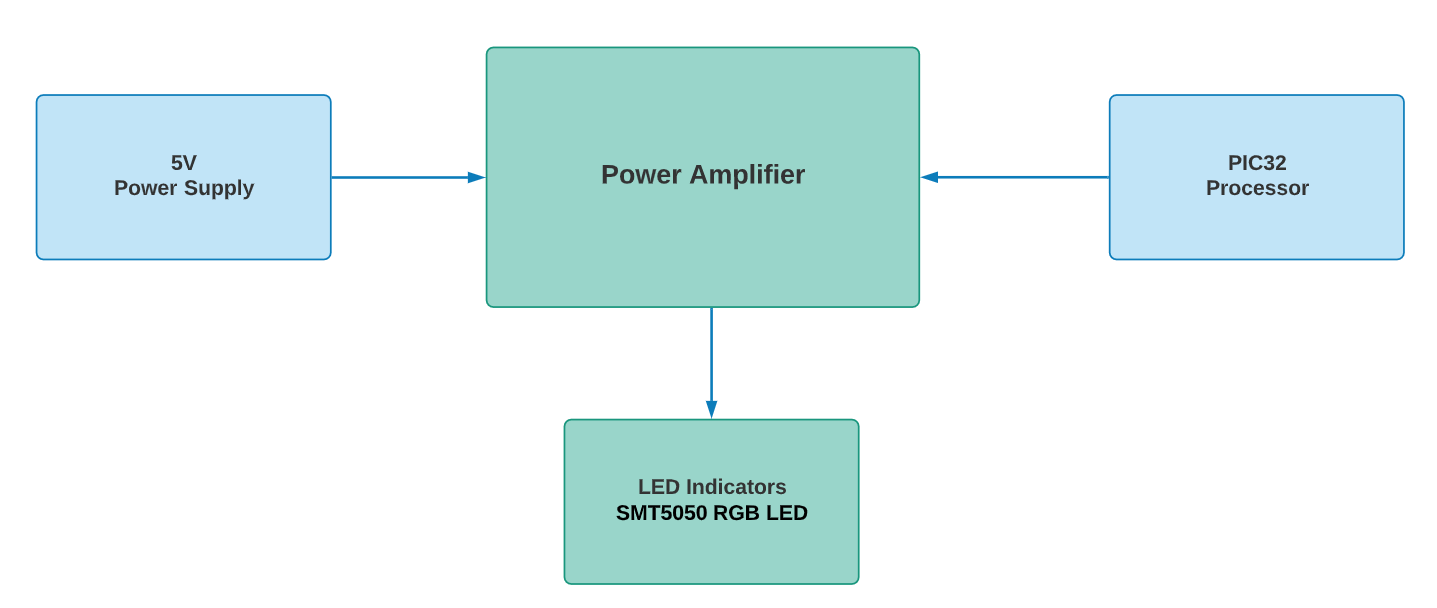 5V
Power Supply
Power Amplifier
PIC32
Processor
LED Indicators
SMT5050 RGB LED